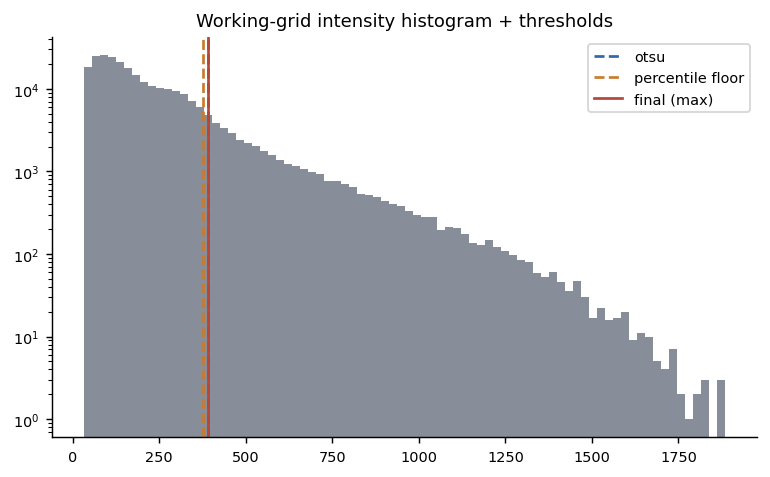 Working-grid intensity histogram + thresholds
otsu
percentile floor
final (max)
10⁴
10³
10²
10¹
10⁰
0 250 500 750 1000 1250 1500 1750